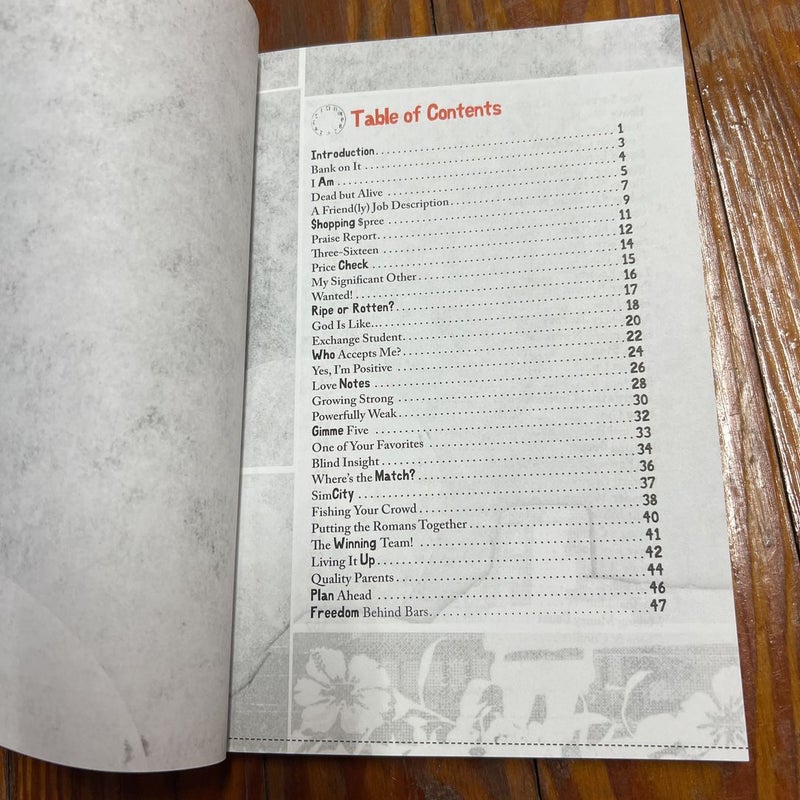 Table of Contents
Introduction. . . . 1
Bank on It . . . . 3
I Am . . . . 4
Dead but Alive . . . . 5
A Friend(ly) Job Description . . . . 7
$hopping $pree . . . . 9
Praise Report. . . . 11
Three-Sixteen . . . . 12
Price Check . . . . 14
My Significant Other . . . . 15
Wanted! . . . . 16
Ripe or Rotten? . . . . 17
God Is Like... . . . . 18
Exchange Student. . . . 20
Who Accepts Me? . . . . 22
Yes, I'm Positive . . . . 24
Love Notes . . . . 26
Growing Strong . . . . 28
Powerfully Weak . . . . 30
Gimme Five . . . . 32
One of Your Favorites . . . . 33
Blind Insight . . . . 34
Where's the Match? . . . . 36
SimCity . . . . 37
Fishing Your Crowd . . . . 38
Putting the Romans Together . . . . 40
The Winning Team! . . . . 41
Living It Up . . . . 42
Quality Parents . . . . 44
Plan Ahead . . . . 46
Freedom Behind Bars. . . . 47